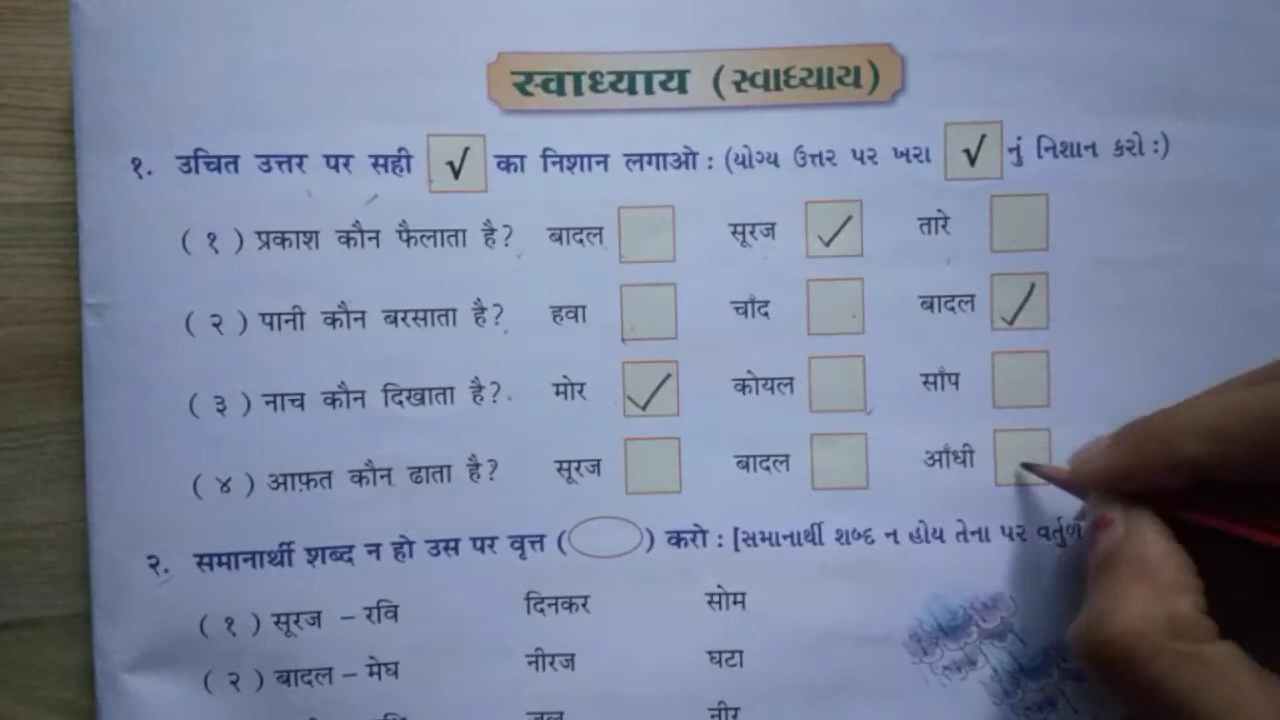 स्वाध्याय (સ્વાધ્યાય)
१. उचित उत्तर पर सही √ का निशान लगाओ : (યોગ્ય ઉત્તર પર ખરા √ નું નિશાન કરો :)
( १ ) प्रकाश कौन फैलाता है? बादल सूरज ✓ तारे
( २ ) पानी कौन बरसाता है? हवा चाँद बादल ✓
( ३ ) नाच कौन दिखाता है? मोर ✓ कोयल साँप
( ४ ) आफ़त कौन ढाता है? सूरज बादल आँधी
२. समानार्थी शब्द न हो उस पर वृत्त ( ) करो : [સમાનાર્થી શબ્દ ન હોય તેના પર વર્તુળ
( १ ) सूरज – रवि दिनकर सोम
( २ ) बादल – मेघ नीरज घटा
जल नीर